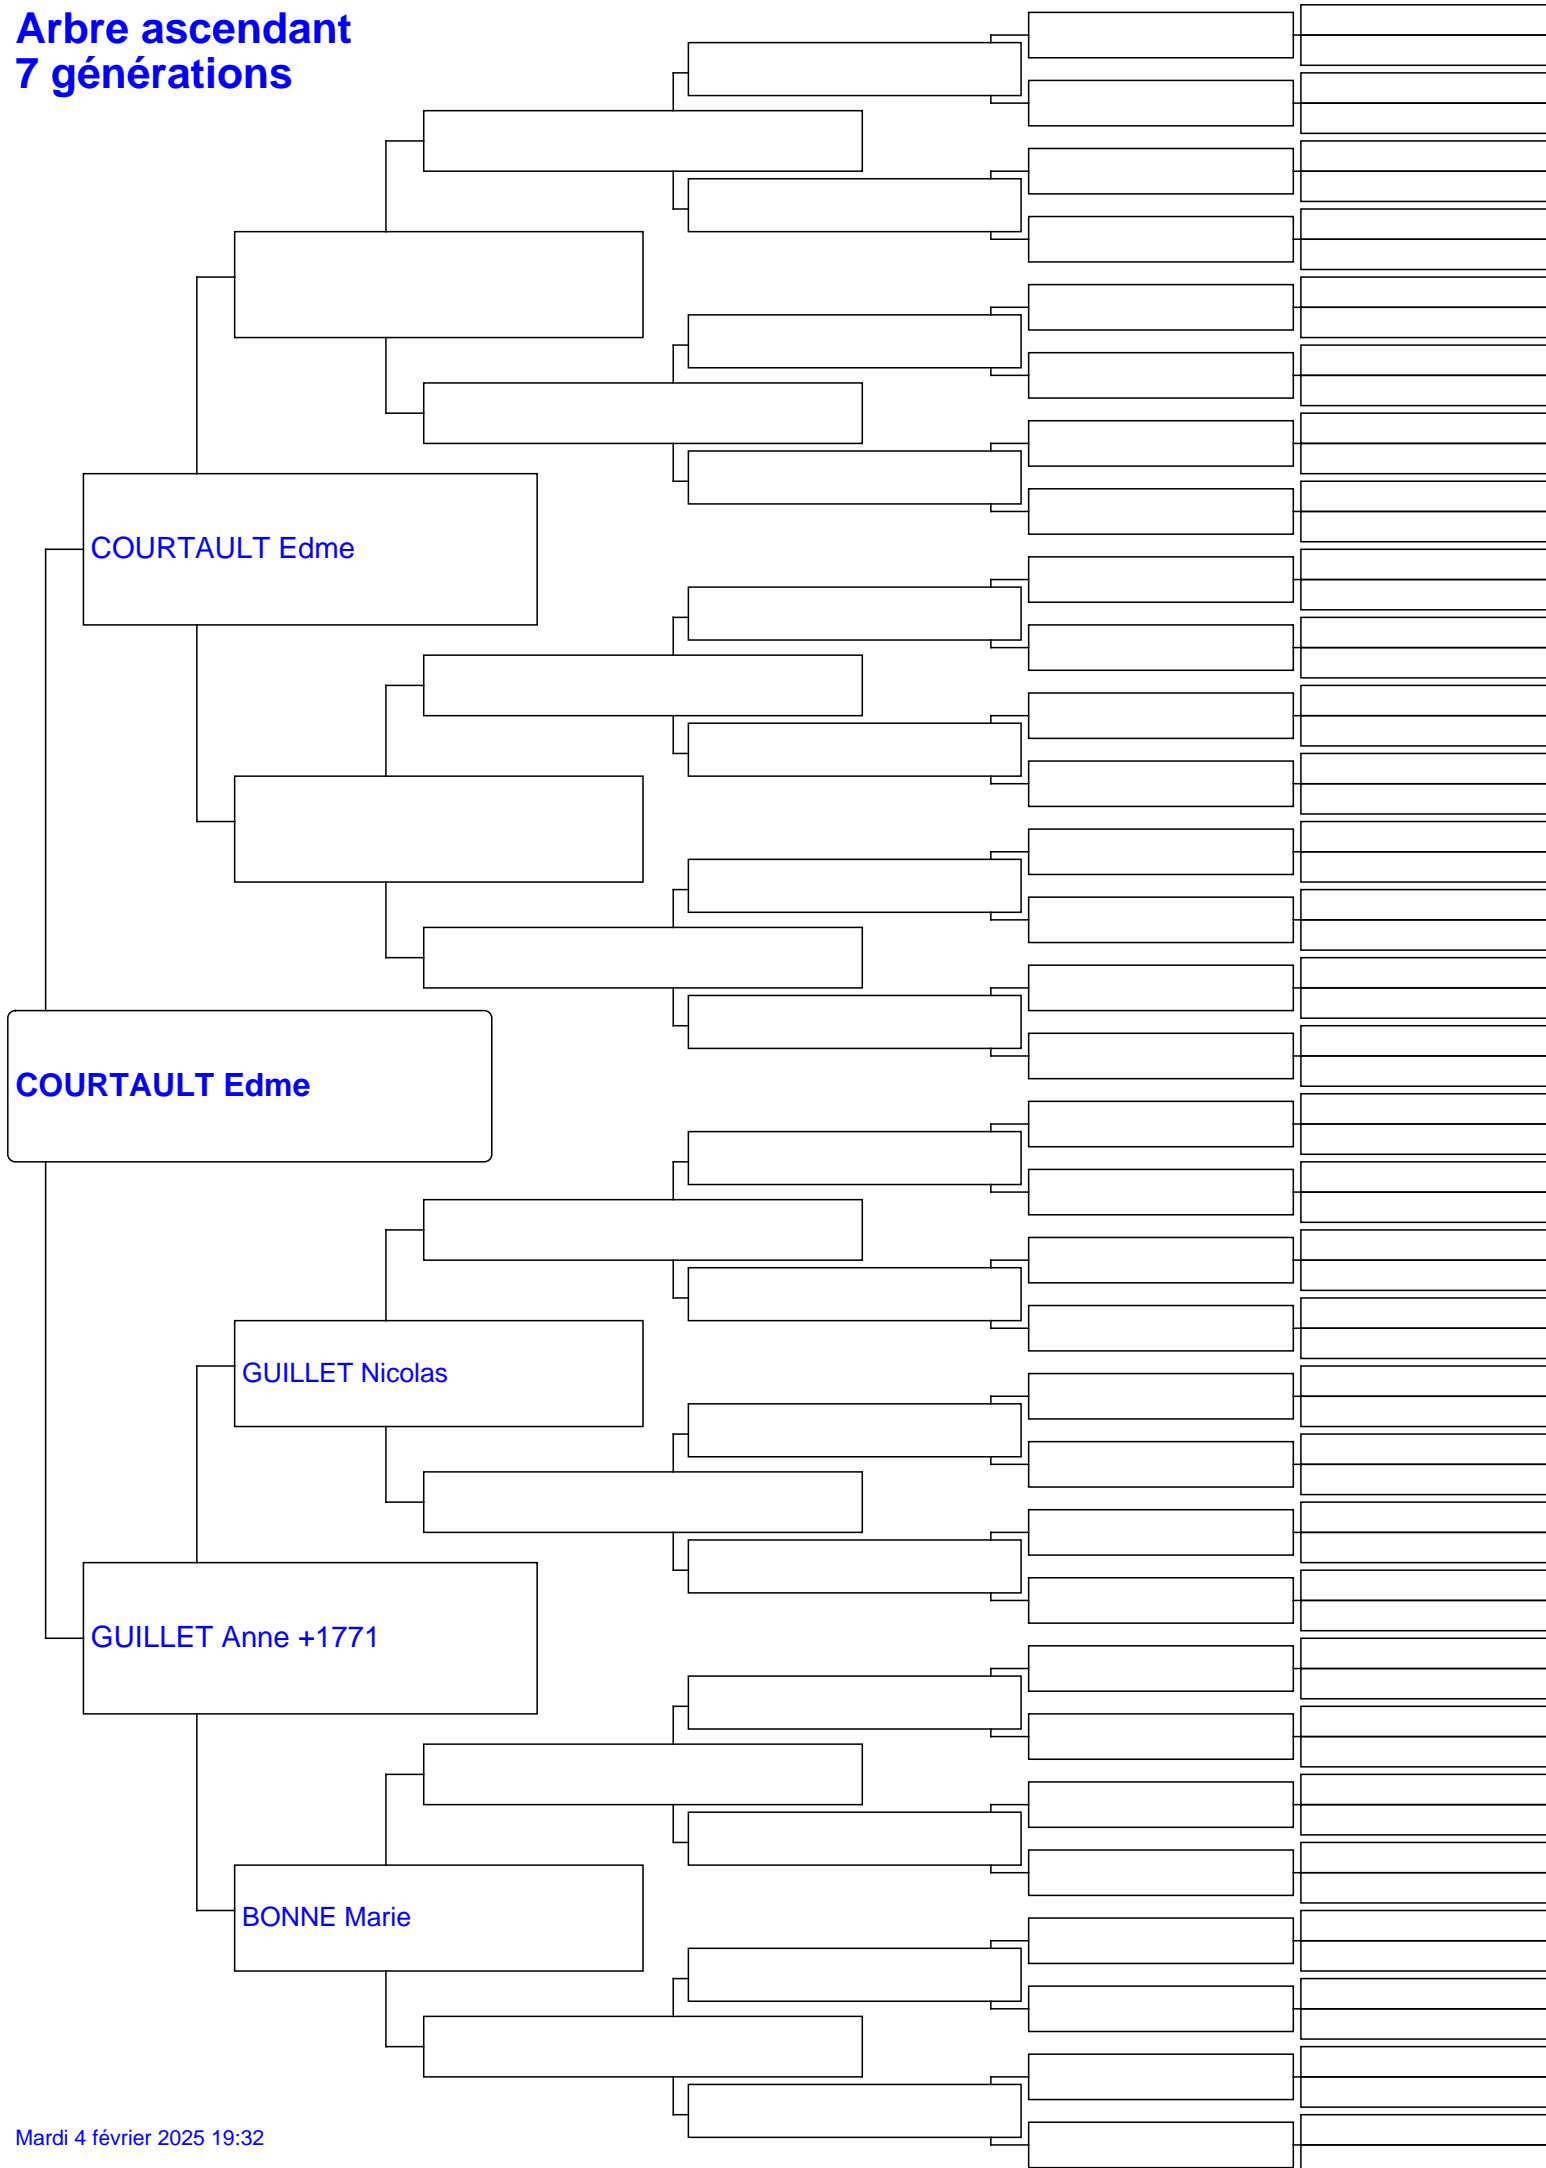 Arbre ascendant
7 générations
COURTAULT Edme
COURTAULT Edme
GUILLET Nicolas
GUILLET Anne +1771
BONNE Marie
Mardi 4 février 2025 19:32